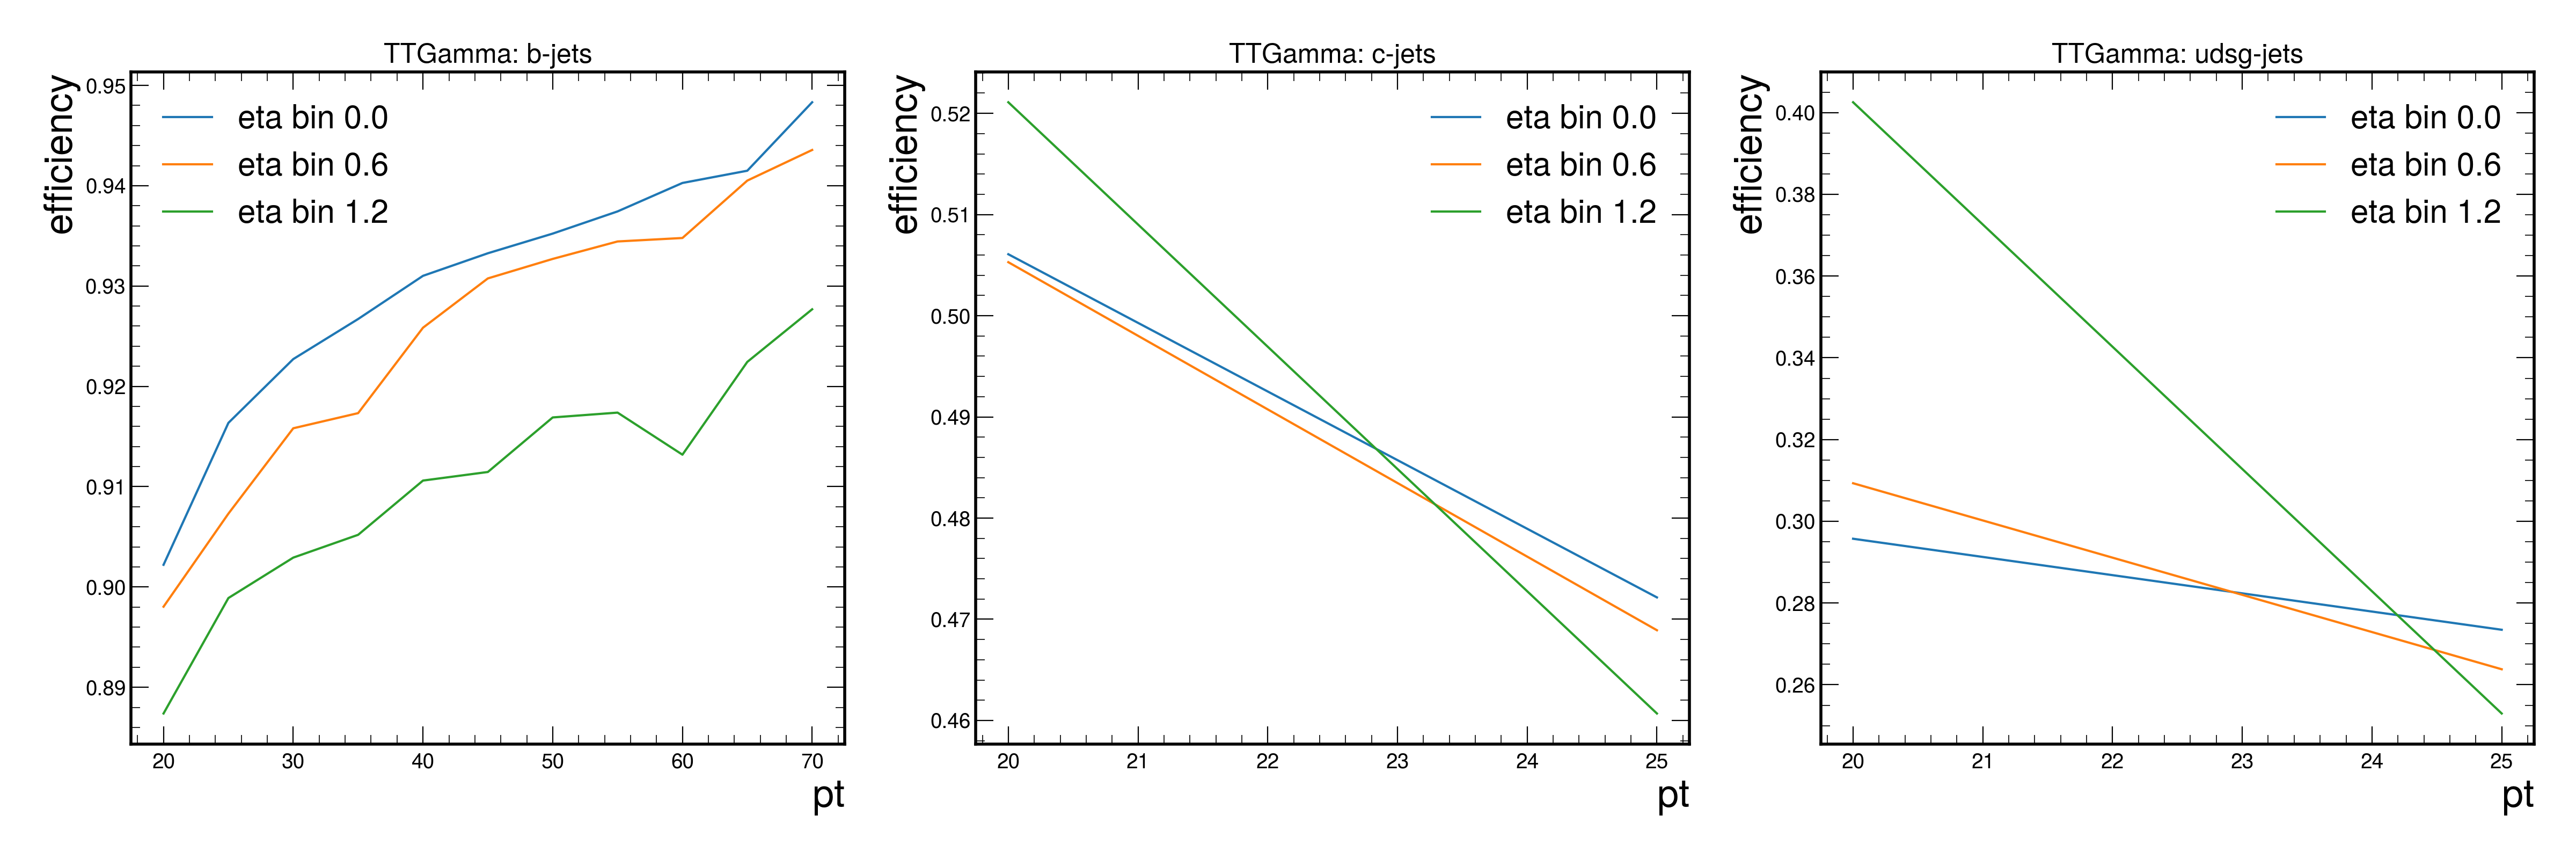 TTGamma: b-jets
efficiency
0.95
0.94
0.93
0.92
0.91
0.90
0.89
eta bin 0.0
eta bin 0.6
eta bin 1.2
20 30 40 50 60 70
pt
TTGamma: c-jets
efficiency
0.52
0.51
0.50
0.49
0.48
0.47
0.46
eta bin 0.0
eta bin 0.6
eta bin 1.2
20 21 22 23 24 25
pt
TTGamma: udsg-jets
efficiency
0.40
0.38
0.36
0.34
0.32
0.30
0.28
0.26
eta bin 0.0
eta bin 0.6
eta bin 1.2
20 21 22 23 24 25
pt